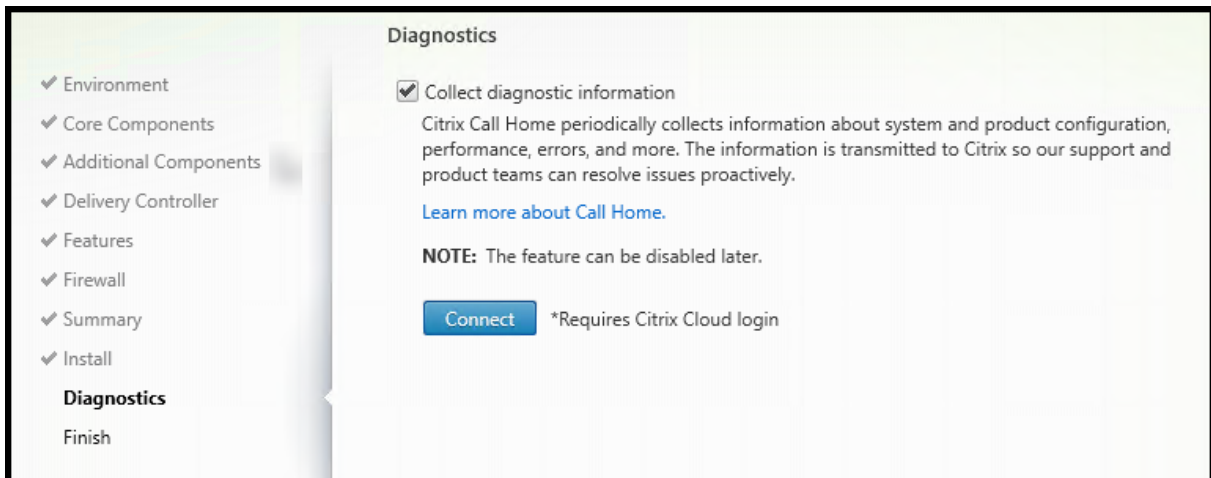 Diagnostics
Environment
Core Components
Additional Components
Delivery Controller
Features
Firewall
Summary
Install
Diagnostics
Finish
Collect diagnostic information
Citrix Call Home periodically collects information about system and product configuration,
performance, errors, and more. The information is transmitted to Citrix so our support and
product teams can resolve issues proactively.
Learn more about Call Home.
NOTE: The feature can be disabled later.
Connect *Requires Citrix Cloud login